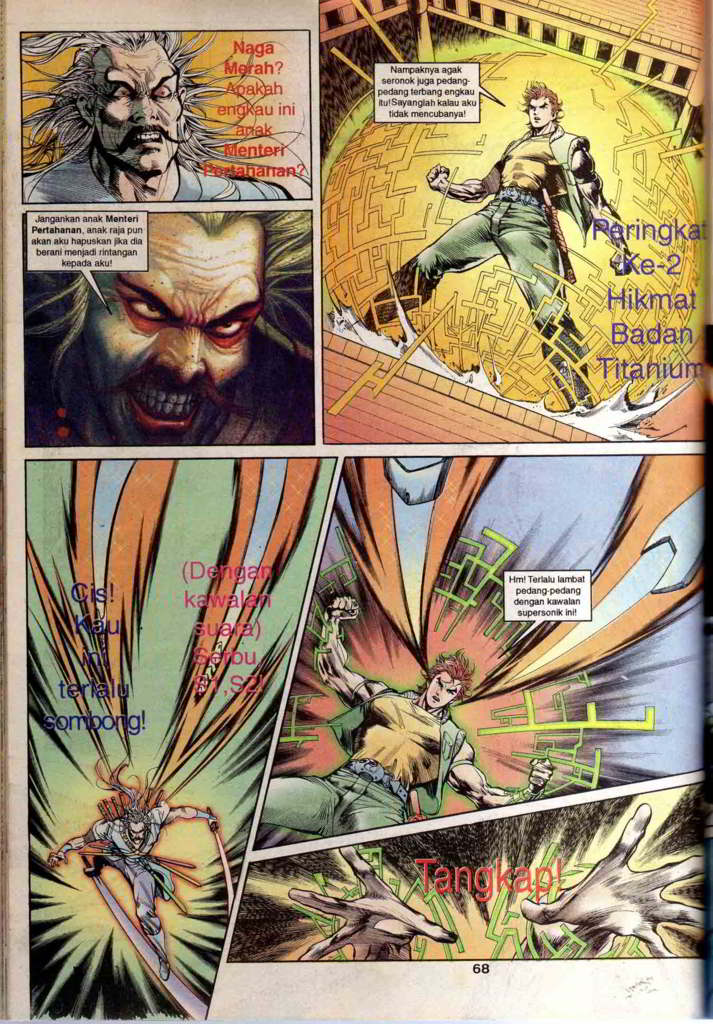 Naga
Merah?
Apakah
engkau ini
anak
Menteri
Pertahanan?
Jangankan anak Menteri
Pertahanan, anak raja pun
akan aku hapuskan jika dia
berani menjadi rintangan
kepada aku!
Nampaknya agak
seronok juga pedang-
pedang terbang engkau
itu! Sayanglah kalau aku
tidak mencubanya!
Peringkat
Ke-2
Hikmat
Badan
Titanium
Cis!
Kau
ini
terlalu
sombong!
(Dengan
kawalan
suara)
Serbu,
S1,S2!
Hm! Terlalu lambat
pedang-pedang
dengan kawalan
supersonik ini!
Tangkap!
68